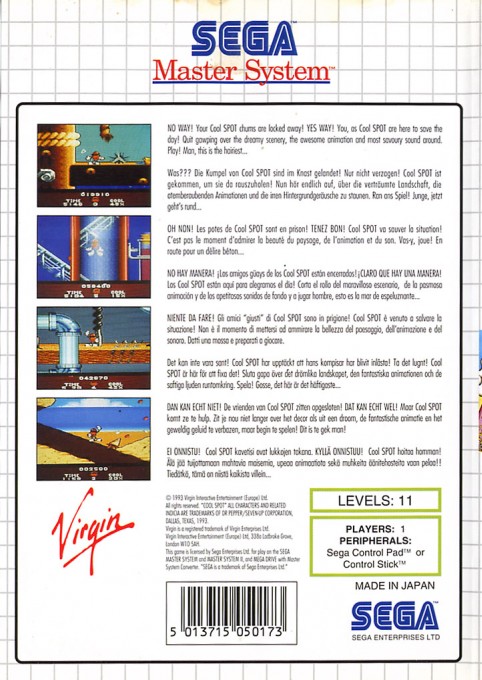 SEGA
Master System™
NO WAY! Your Cool SPOT chums are locked away! YES WAY! You, as Cool SPOT are here to save the
day! Quit gawping over the dreamy scenery, the awesome animation and most savoury sound around.
Play! Man, this is the hairiest...
Was??? Die Kumpel von Cool SPOT sind im Knast gelandet! Nur nicht verzagen! Cool SPOT ist
gekommen, um sie da rauszuholen! Nun hör endlich auf, über die verträumte Landschaft, die
atemberaubenden Animationen und die irren Hintergrundgeräusche zu staunen. Ran ans Spiel! Junge, jetzt
geht's rund...
OH NON! Les potes de Cool SPOT sont en prison! TENEZ BON! Cool SPOT va sauver la situation!
C'est pas le moment d'admirer la beauté du paysage, de l'animation et du son. Vas-y, joue! En
route pour un délire béton...
NO HAY MANERA! ¡Los amigos güays de los Cool SPOT están encerrados! ¡CLARO QUE HAY UNA MANERA!
Los Cool SPOT están aquí para alegrarnos el día! Corta el rollo del maravilloso escenario, de la pasmosa
animación y de los apetitosos sonidos de fondo y a jugar hombre, esto es la mar de espeluznante...
NIENTE DA FARE! Gli amici "giusti" di Cool SPOT sono in prigione! Cool SPOT è venuto a salvare la
situazione! Non è il momento di mettersi ad ammirare la bellezza del paesaggio, dell'animazione e del
sonoro. Datti una mossa e preparati a giocare.
Det kan inte vara sant! Cool SPOT har upptäckt att hans kompisar har blivit inlåsta! Ta det lugnt! Cool
SPOT är här för att fixa det! Sluta gapa över det drömlika landskapet, den fantastiska animationen och de
saftiga ljuden runtomkring. Spela! Gosse, det här är det häftigaste...
DAN KAN ECHT NIET! De vrienden van Cool SPOT zitten opgesloten! DAT KAN ECHT WEL! Maar Cool SPOT
komt ze te hulp. Zit je nou niet langer over het decor als uit een droom, de fantastische animatie en het
geweldig geluid te verbazen, maar begin te spelen! Dit is te gek man!
EI ONNISTU! Cool SPOT kavetisi ovat lukkojen takana. KYLLÄ ONNISTUU! Cool SPOT hoitaa homman!
Älä jää tuijottamaan mahtavia maisemia, upeaa animaatiota sekä muhkeita äänitehosteita vaan pelaa!!
Tiedätkö, tämä on niistä kaikista villein...
Virgin
© 1993 Virgin Interactive Entertainment (Europe) Ltd.
All rights reserved. "COOL SPOT" ALL CHARACTERS AND RELATED
INDICIA ARE TRADEMARKS OF DR PEPPER/SEVEN-UP CORPORATION,
DALLAS, TEXAS, 1993.
Virgin is a registered trademark of Virgin Enterprises Ltd.
Virgin Interactive Entertainment (Europe) Ltd, 338a Ladbroke Grove,
London W10 5AH.
This game is licensed by Sega Enterprises Ltd. for play on the SEGA
MASTER SYSTEM and MASTER SYSTEM II, and MEGA DRIVE with Master
System Converter. "SEGA is a trademark of Sega Enterprises Ltd."
LEVELS: 11
PLAYERS: 1
PERIPHERALS:
Sega Control Pad™ or
Control Stick™
MADE IN JAPAN
SEGA
SEGA ENTERPRISES LTD
5 013715 050173